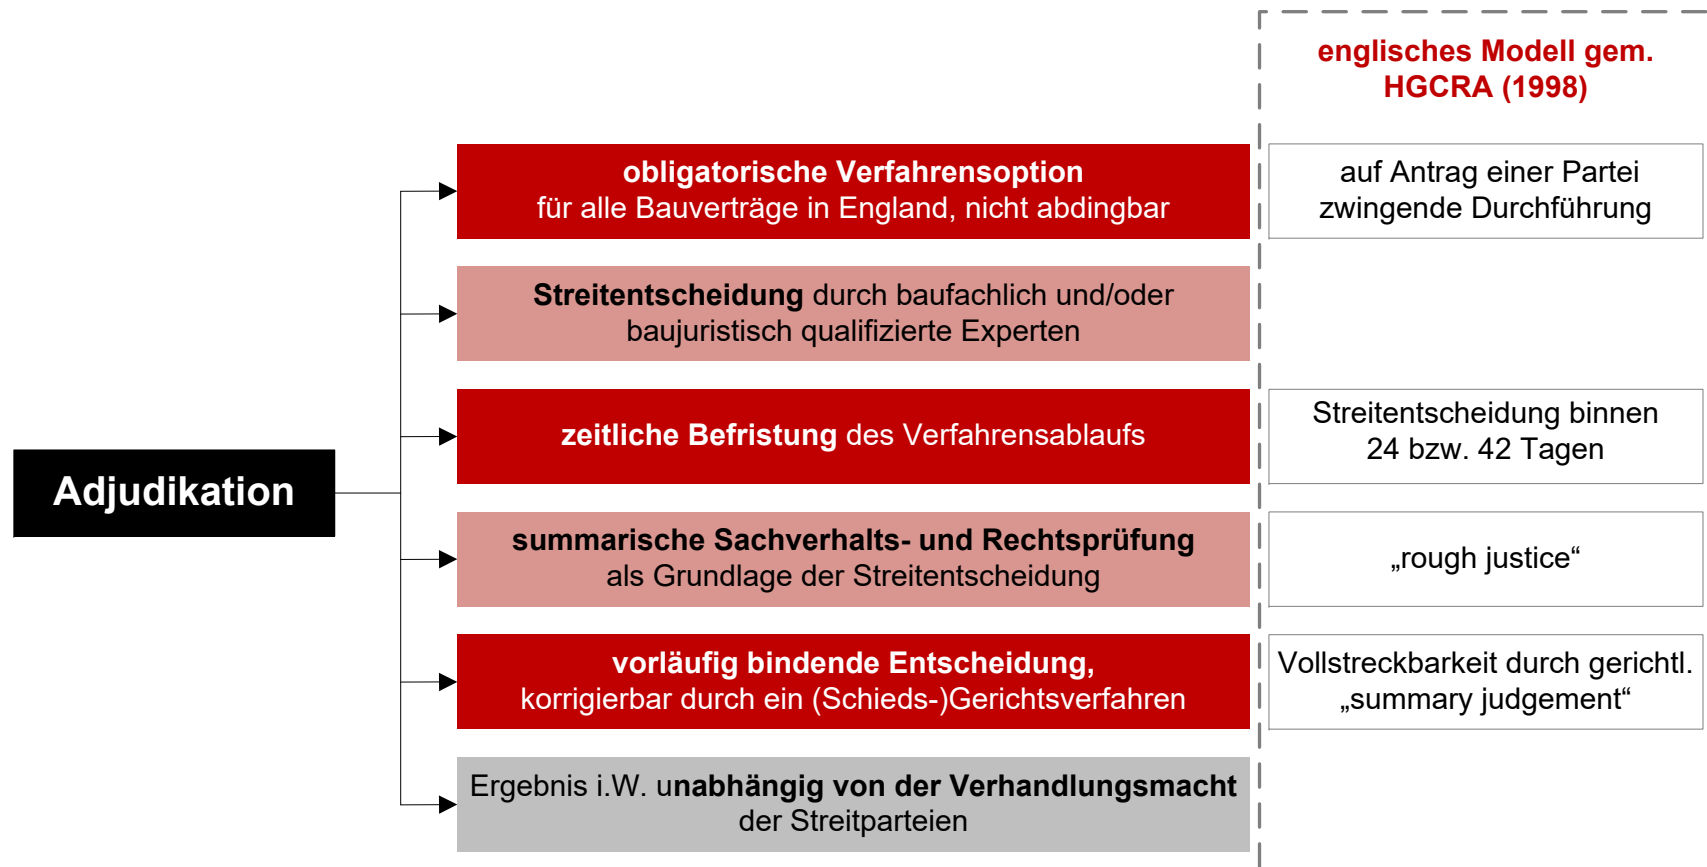 englisches Modell gem.
HGCRA (1998)
obligatorische Verfahrensoption
für alle Bauverträge in England, nicht abdingbar
auf Antrag einer Partei
zwingende Durchführung
Streitentscheidung durch baufachlich und/oder
baujuristisch qualifizierte Experten
zeitliche Befristung des Verfahrensablaufs
Streitentscheidung binnen
24 bzw. 42 Tagen
Adjudikation
summarische Sachverhalts- und Rechtsprüfung
als Grundlage der Streitentscheidung
„rough justice“
vorläufig bindende Entscheidung,
korrigierbar durch ein (Schieds-)Gerichtsverfahren
Vollstreckbarkeit durch gerichtl.
„summary judgement“
Ergebnis i.W. unabhängig von der Verhandlungsmacht
der Streitparteien